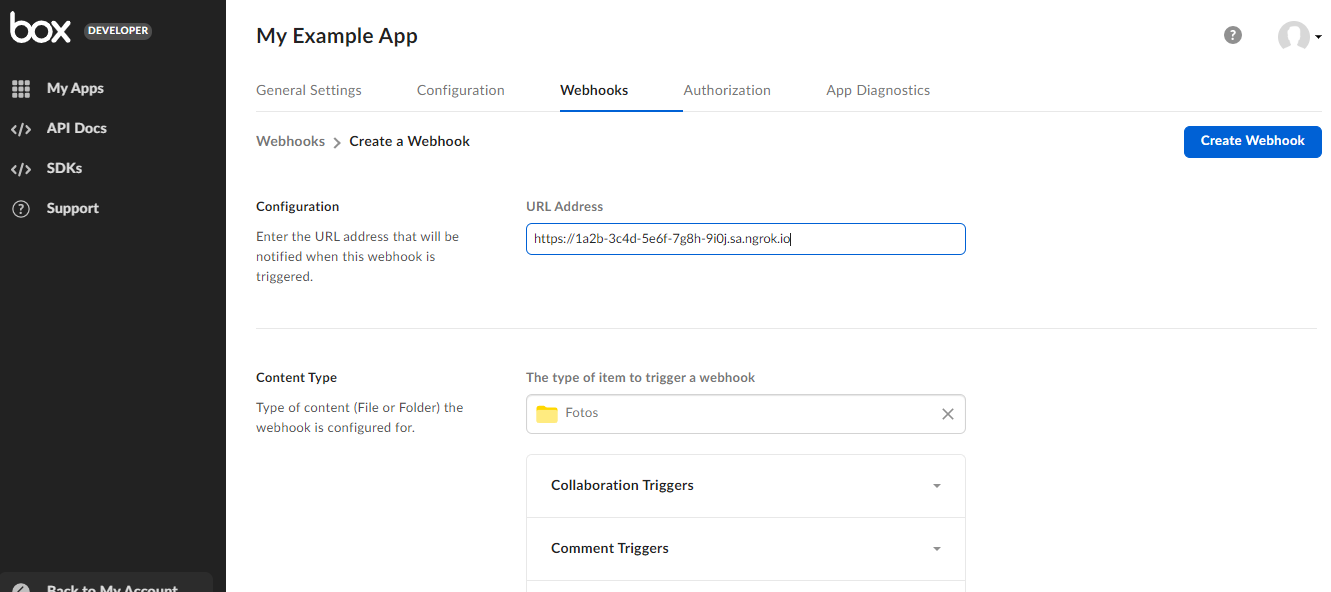 box DEVELOPER
My Apps
API Docs
SDKs
Support
Back to My Account
My Example App
?
General Settings Configuration Webhooks Authorization App Diagnostics
Webhooks > Create a Webhook
Create Webhook
Configuration
Enter the URL address that will be
notified when this webhook is
triggered.
URL Address
https://1a2b-3c4d-5e6f-7g8h-9i0j.sa.ngrok.io
Content Type
Type of content (File or Folder) the
webhook is configured for.
The type of item to trigger a webhook
Fotos
Collaboration Triggers
Comment Triggers